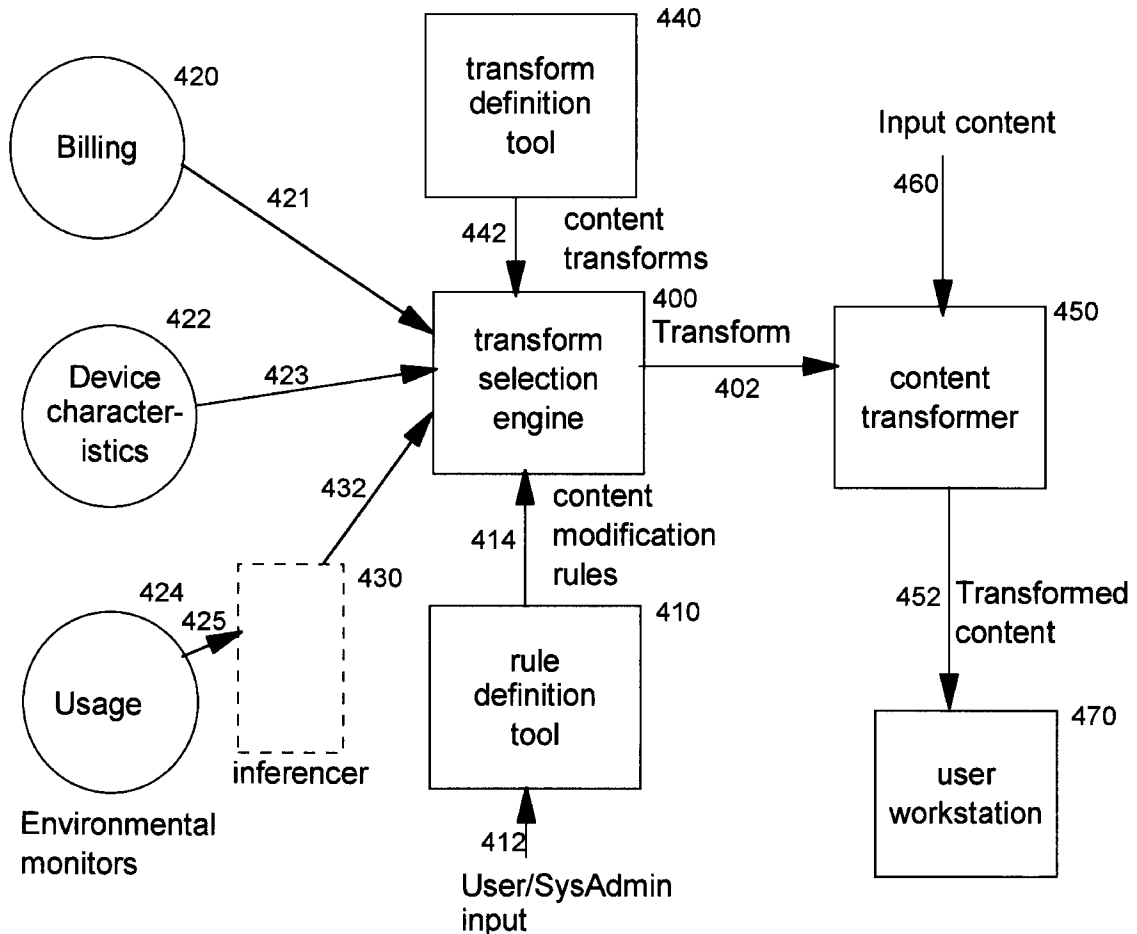 440
transform
definition
tool
420
Billing
Input content
460
421
442
content
transforms
400
Transform
450
422
transform
selection
engine
Device
character-
istics
423
402
content
transformer
432
content
modification
rules
414
430
424
425
410
452
Transformed
content
Usage
rule
definition
tool
470
inferencer
user
workstation
Environmental
monitors
412
User/SysAdmin
input